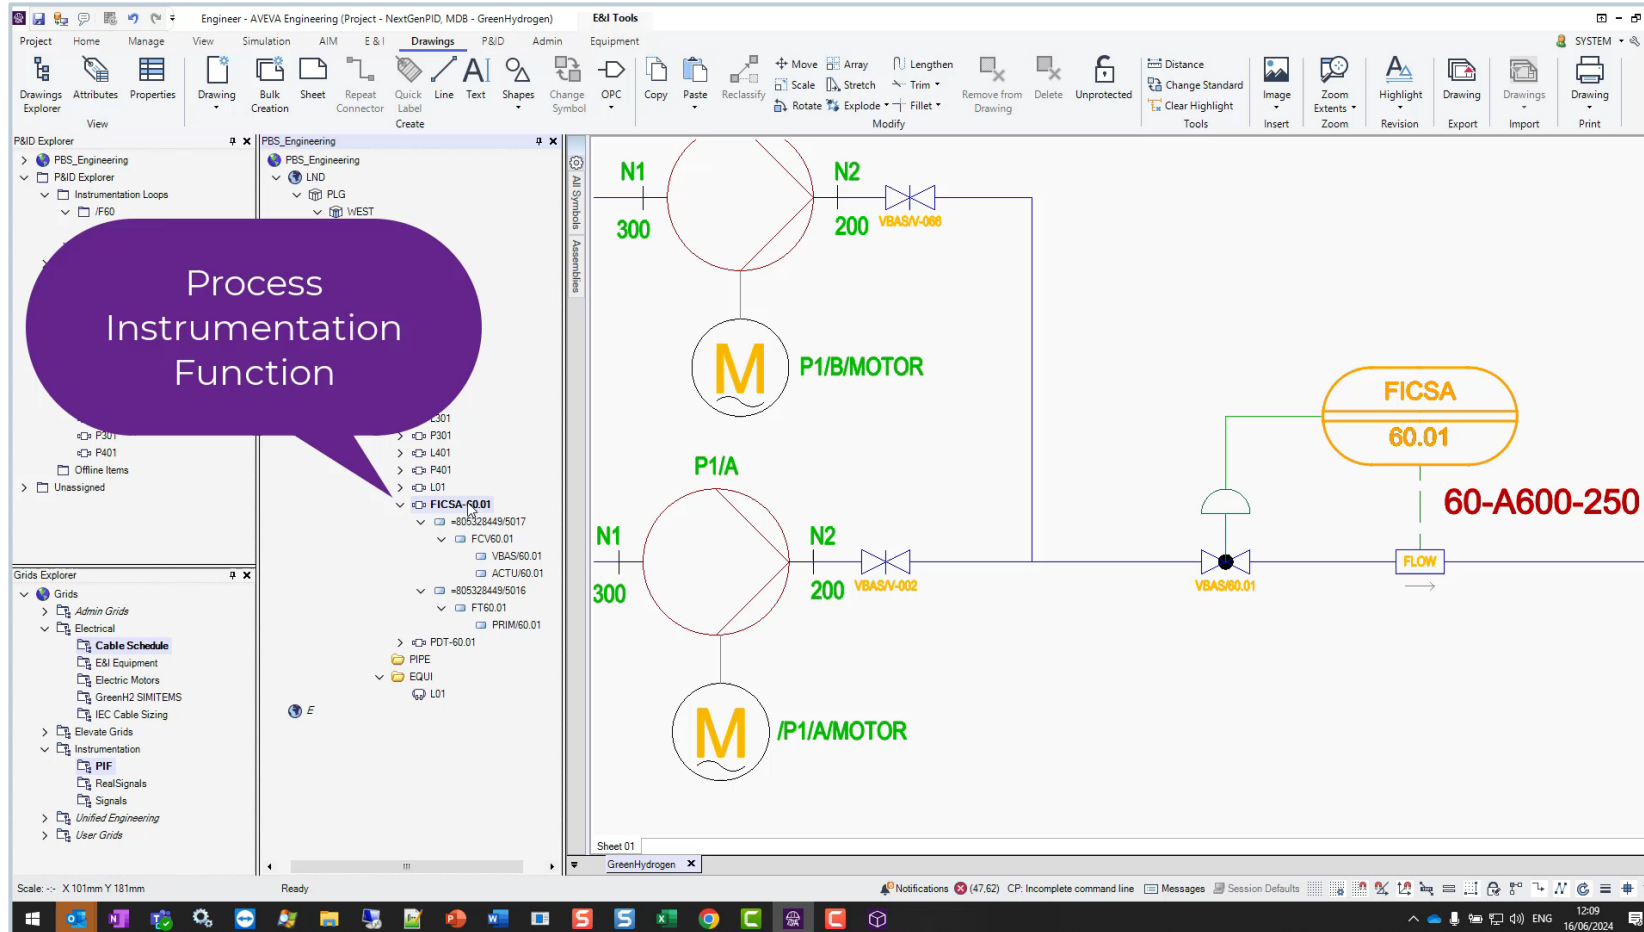 Engineer - AVEVA Engineering (Project - NextGenPID, MDB - GreenHydrogen)
E&I Tools
Project Home Manage View Simulation AIM E & I Drawings P&ID Admin Equipment
SYSTEM
Drawings Explorer
Attributes
Properties
View
Drawing
Bulk Creation
Sheet
Repeat Connector
Quick Label
Line
Text
Shapes
Change Symbol
OPC
Create
Copy
Paste
Reclassify
Move
Array
Lengthen
Scale
Stretch
Trim
Rotate
Explode
Fillet
Remove from Drawing
Delete
Unprotected
Modify
Distance
Change Standard
Clear Highlight
Tools
Image
Insert
Zoom Extents
Zoom
Highlight
Revision
Drawing
Export
Drawings
Import
Drawing
Print
P&ID Explorer
PBS_Engineering
P&ID Explorer
Instrumentation Loops
/F60
P301
P401
Offline Items
Unassigned
Process
Instrumentation
Function
Grids Explorer
Grids
Admin Grids
Electrical
Cable Schedule
E&I Equipment
Electric Motors
GreenH2 SIMITEMS
IEC Cable Sizing
Elevate Grids
Instrumentation
PIF
RealSignals
Signals
Unified Engineering
User Grids
PBS_Engineering
PBS_Engineering
LND
PLG
WEST
L301
P301
L401
P401
L01
FICSA-60.01
=805328449/5017
FCV60.01
VBAS/60.01
ACTU/60.01
=805328449/5016
FT60.01
PRIM/60.01
PDT-60.01
PIPE
EQUI
L01
E
All Symbols
Assemblies
N1
300
N2
200
VBAS/V-066
M
P1/B/MOTOR
P1/A
N1
300
N2
200
VBAS/V-002
M
/P1/A/MOTOR
FICSA
60.01
60-A600-250
FLOW
VBAS/60.01
Sheet 01
GreenHydrogen
Scale: -:- X 101mm Y 181mm
Ready
Notifications
(47,62)
CP: Incomplete command line
Messages
Session Defaults
ENG
12:09
16/06/2024